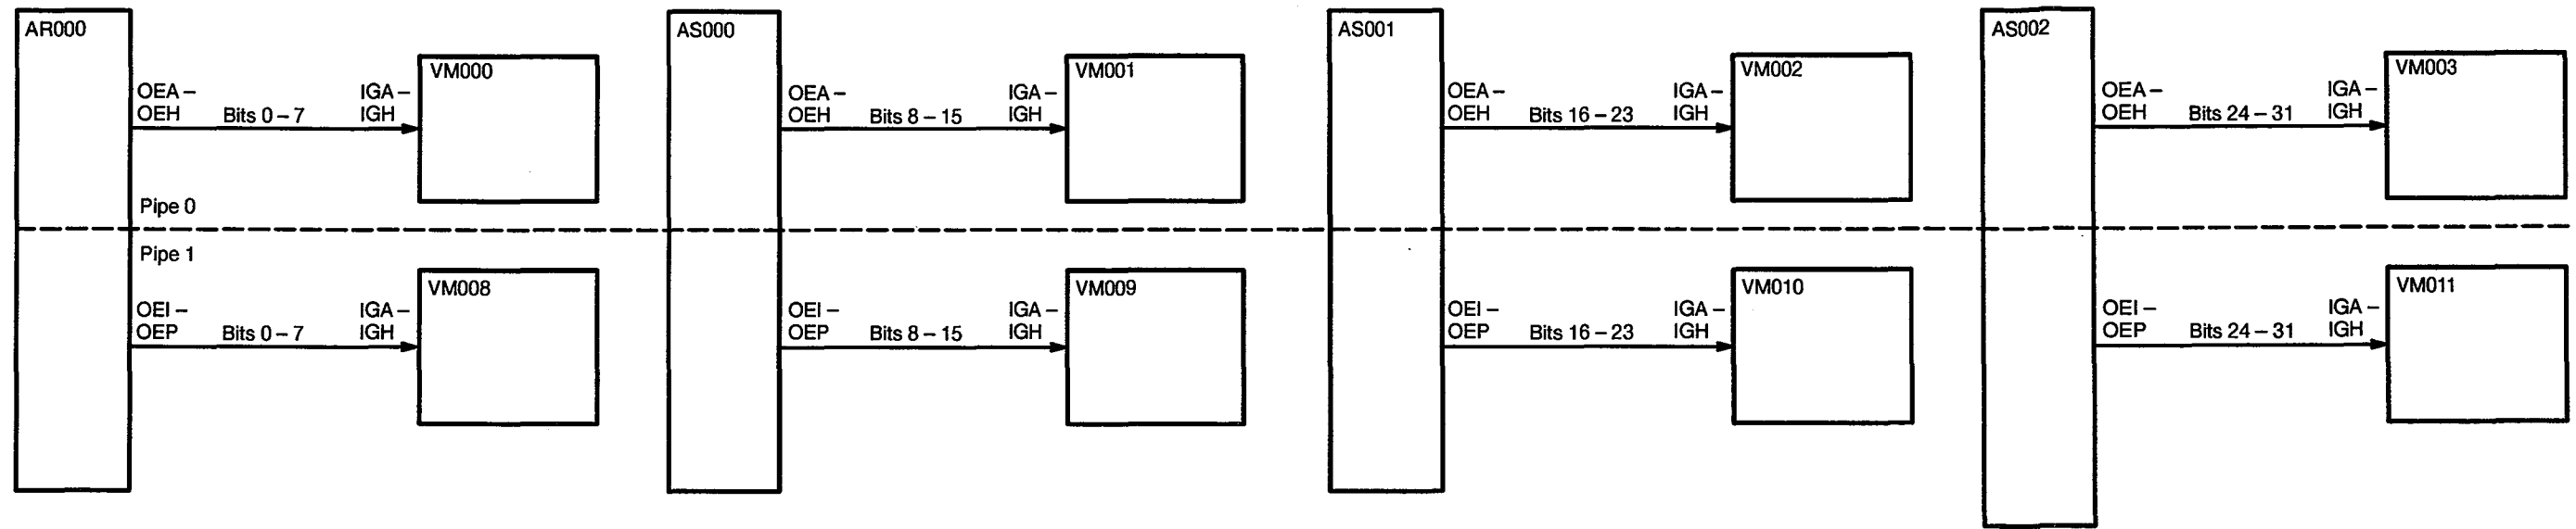 AR000
OEA –
OEH
Bits 0 – 7
IGA –
IGH
VM000
Pipe 0
Pipe 1
OEI –
OEP
Bits 0 – 7
IGA –
IGH
VM008
AS000
OEA –
OEH
Bits 8 – 15
IGA –
IGH
VM001
OEI –
OEP
Bits 8 – 15
IGA –
IGH
VM009
AS001
OEA –
OEH
Bits 16 – 23
IGA –
IGH
VM002
OEI –
OEP
Bits 16 – 23
IGA –
IGH
VM010
AS002
OEA –
OEH
Bits 24 – 31
IGA –
IGH
VM003
OEI –
OEP
Bits 24 – 31
IGA –
IGH
VM011